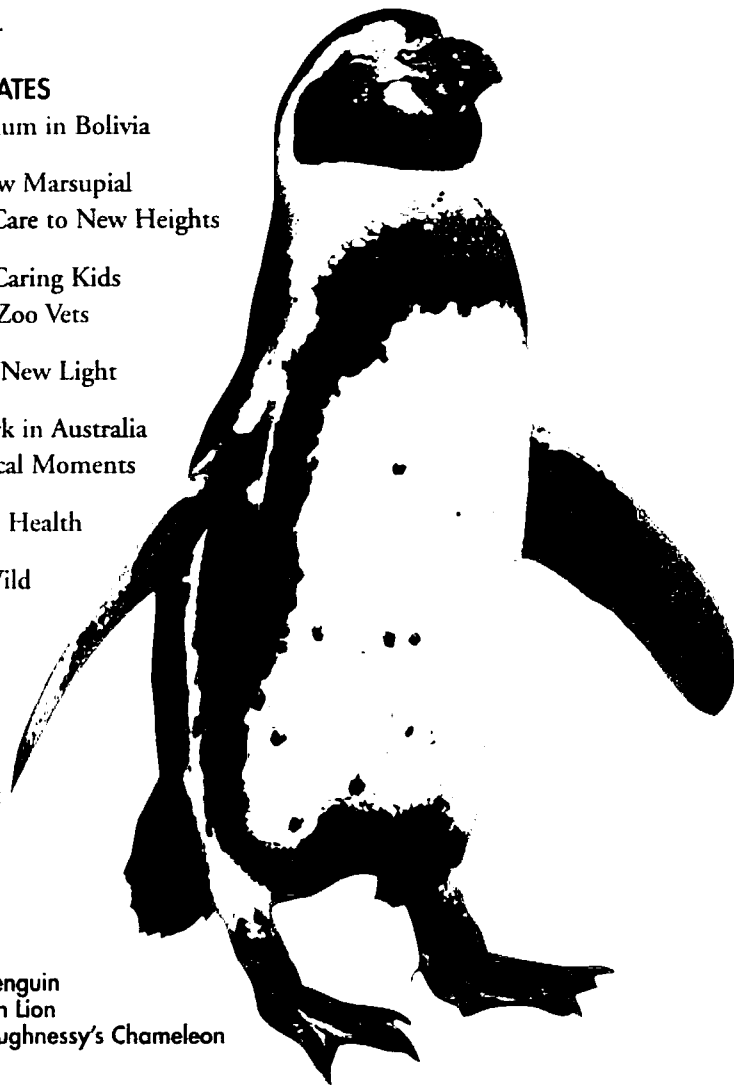 ATES
um in Bolivia
w Marsupial
Care to New Heights
Caring Kids
Zoo Vets
New Light
k in Australia
cal Moments
Health
Vild
enguin
n Lion
ughnessy's Chameleon